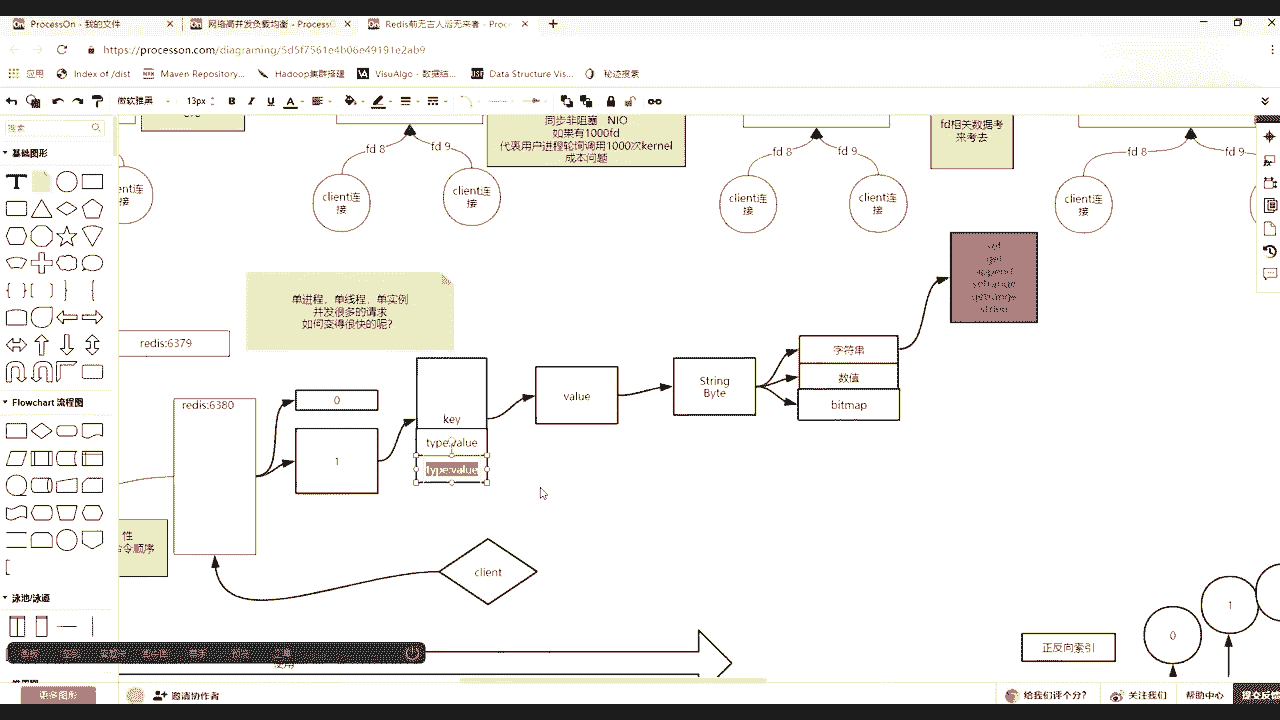 ProcessOn - 我的文件
网络高并发负载均衡 - Process
Redis前无古人后无来者 - Proc
https://processon.com/diagraming/5d5f7561e4b06e49191e2ab9
应用
Index of /dist
Maven Repository...
Hadoop集群搭建
VisuAlgo - 数据结...
Data Structure Vis...
秘迹搜索
微软雅黑
13px
B
I
U
A
搜索
基础图形
T
Flowchart 流程图
泳池/泳道
更多图形
同步非阻塞 NIO
如果有1000fd
代表用户进程轮询调用1000次kernel
成本问题
fd相关数据考
来考去
fd 8
fd 9
fd 8
fd 9
fd 8
fd 9
client连
接
client连
接
client连
接
client连
接
client连
接
单进程，单线程，单实例
并发很多的请求
如何变得很快的呢？
redis:6379
redis:6380
0
1
key
type:value
type:value
value
String
Byte
字符串
数值
bitmap
set
get
append
setrange
getrange
strlen
性
令顺序
client
使用
正反向索引
0
1
邀请协作者
给我们评个分？
关注我们
帮助中心
提交反馈